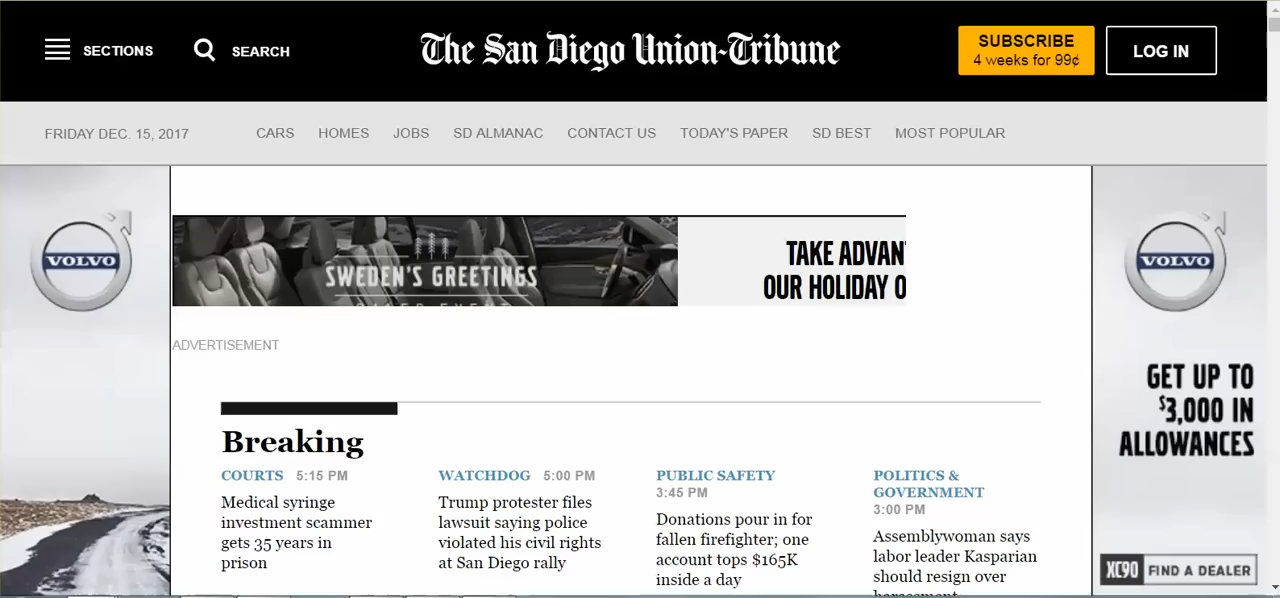 SECTIONS
SEARCH
The San Diego Union-Tribune
SUBSCRIBE
4 weeks for 99¢
LOG IN
FRIDAY DEC. 15, 2017
CARS
HOMES
JOBS
SD ALMANAC
CONTACT US
TODAY'S PAPER
SD BEST
MOST POPULAR
VOLVO
SWEDEN'S GREETINGS
SALES EVENT
TAKE ADVAN
OUR HOLIDAY O
VOLVO
GET UP TO
$3,000 IN
ALLOWANCES
XC90 FIND A DEALER
ADVERTISEMENT
Breaking
COURTS 5:15 PM
Medical syringe
investment scammer
gets 35 years in
prison
WATCHDOG 5:00 PM
Trump protester files
lawsuit saying police
violated his civil rights
at San Diego rally
PUBLIC SAFETY
3:45 PM
Donations pour in for
fallen firefighter; one
account tops $165K
inside a day
POLITICS &
GOVERNMENT
3:00 PM
Assemblywoman says
labor leader Kasparian
should resign over
harassment